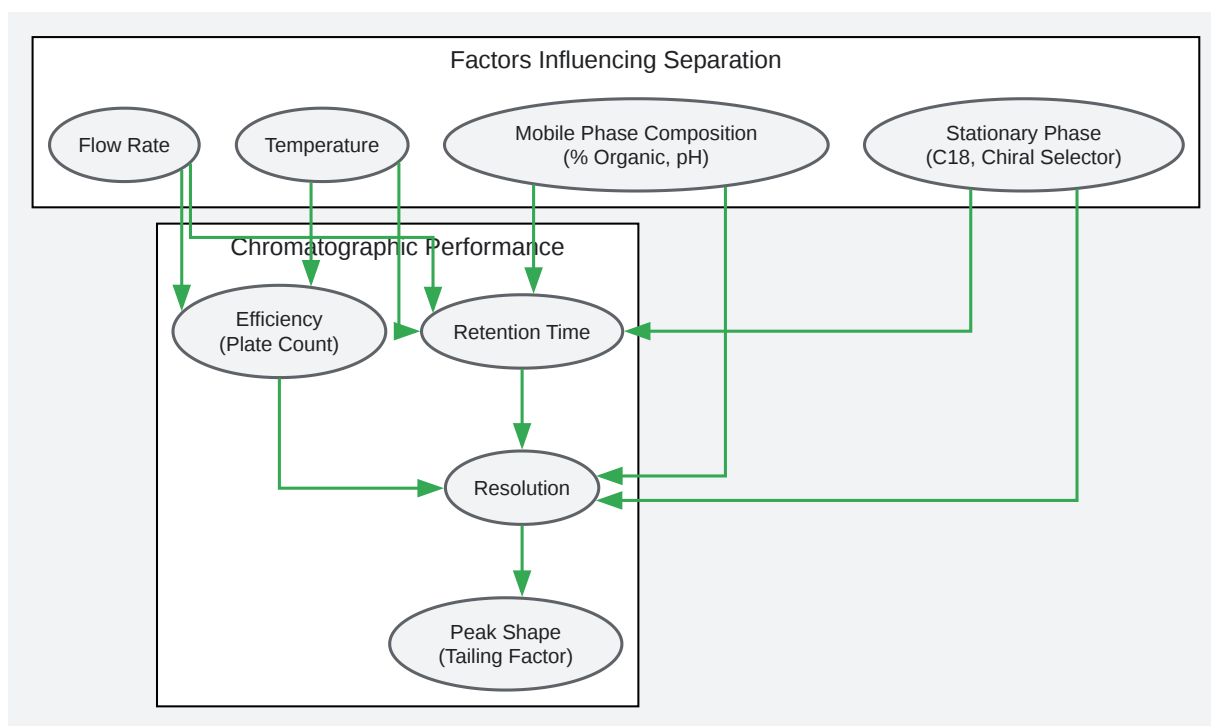 Factors Influencing Separation
Flow Rate
Temperature
Mobile Phase Composition
(% Organic, pH)
Stationary Phase
(C18, Chiral Selector)
Chromatographic Performance
Efficiency
(Plate Count)
Retention Time
Resolution
Peak Shape
(Tailing Factor)